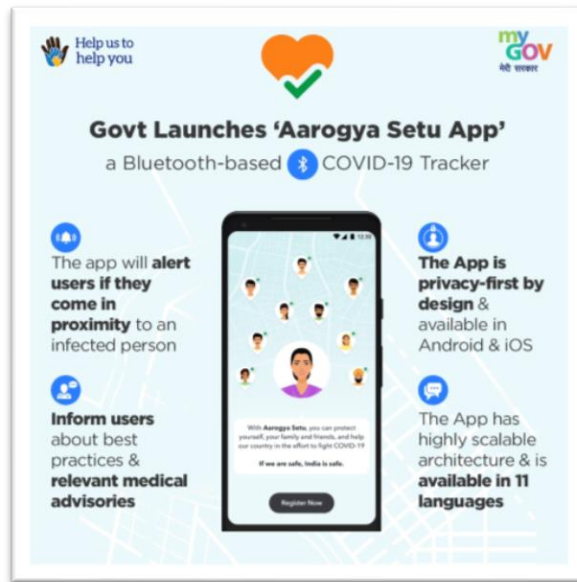 Help us to
help you
my
GOV
मेरी सरकार
Govt Launches 'Aarogya Setu App'
a Bluetooth-based COVID-19 Tracker
The app will alert
users if they
come in
proximity to an
infected person
Inform users
about best
practices &
relevant medical
advisories
12:30
With Aarogya Setu, you can protect
yourself, your family and friends, and help
our country in the effort to fight COVID-19
If we are safe, India is safe.
Register Now
The App is
privacy-first by
design &
available in
Android & iOS
The App has
highly scalable
architecture & is
available in 11
languages